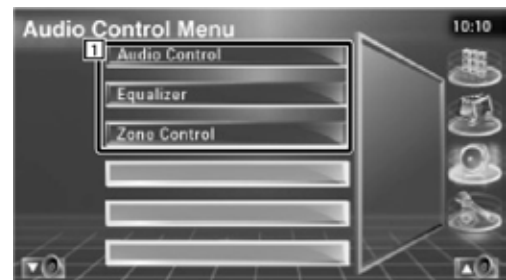 Audio Control Menu
10:10
1
Audio Control
Equalizer
Zone Control